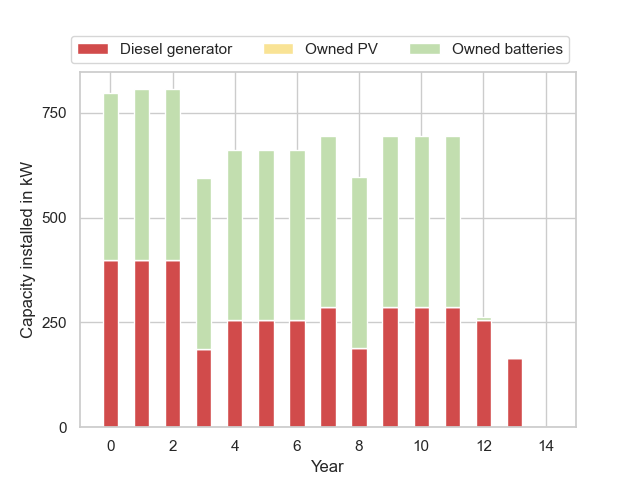 Diesel generator Owned PV Owned batteries
750
500
250
0
Capacity installed in kW
0 2 4 6 8 10 12 14
Year